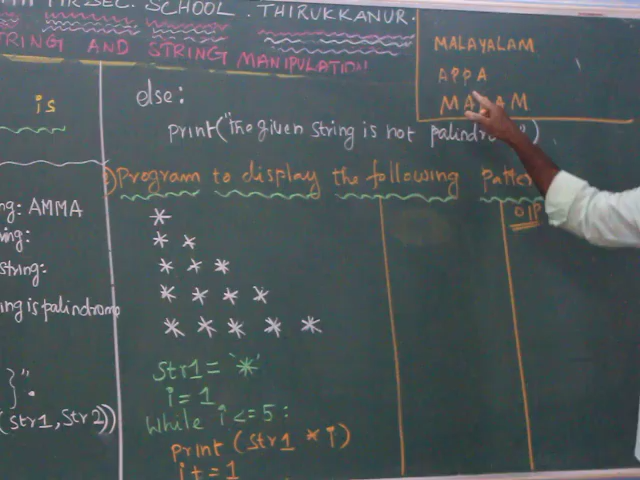 HR.SEC. SCHOOL. THIRUKKANUR.
STRING AND STRING MANIPULATION
MALAYALAM
APPA
MADAM
is
else:
print("The given string is not palindrome")
Program to display the following Pattern
O/P
*
* *
* * *
* * * *
* * * * *
AMMA
string:
ng is palindrome
}".
(str1, str2))
str1 = '*'
i = 1
while i <= 5:
print (str1 * i)
i + = 1